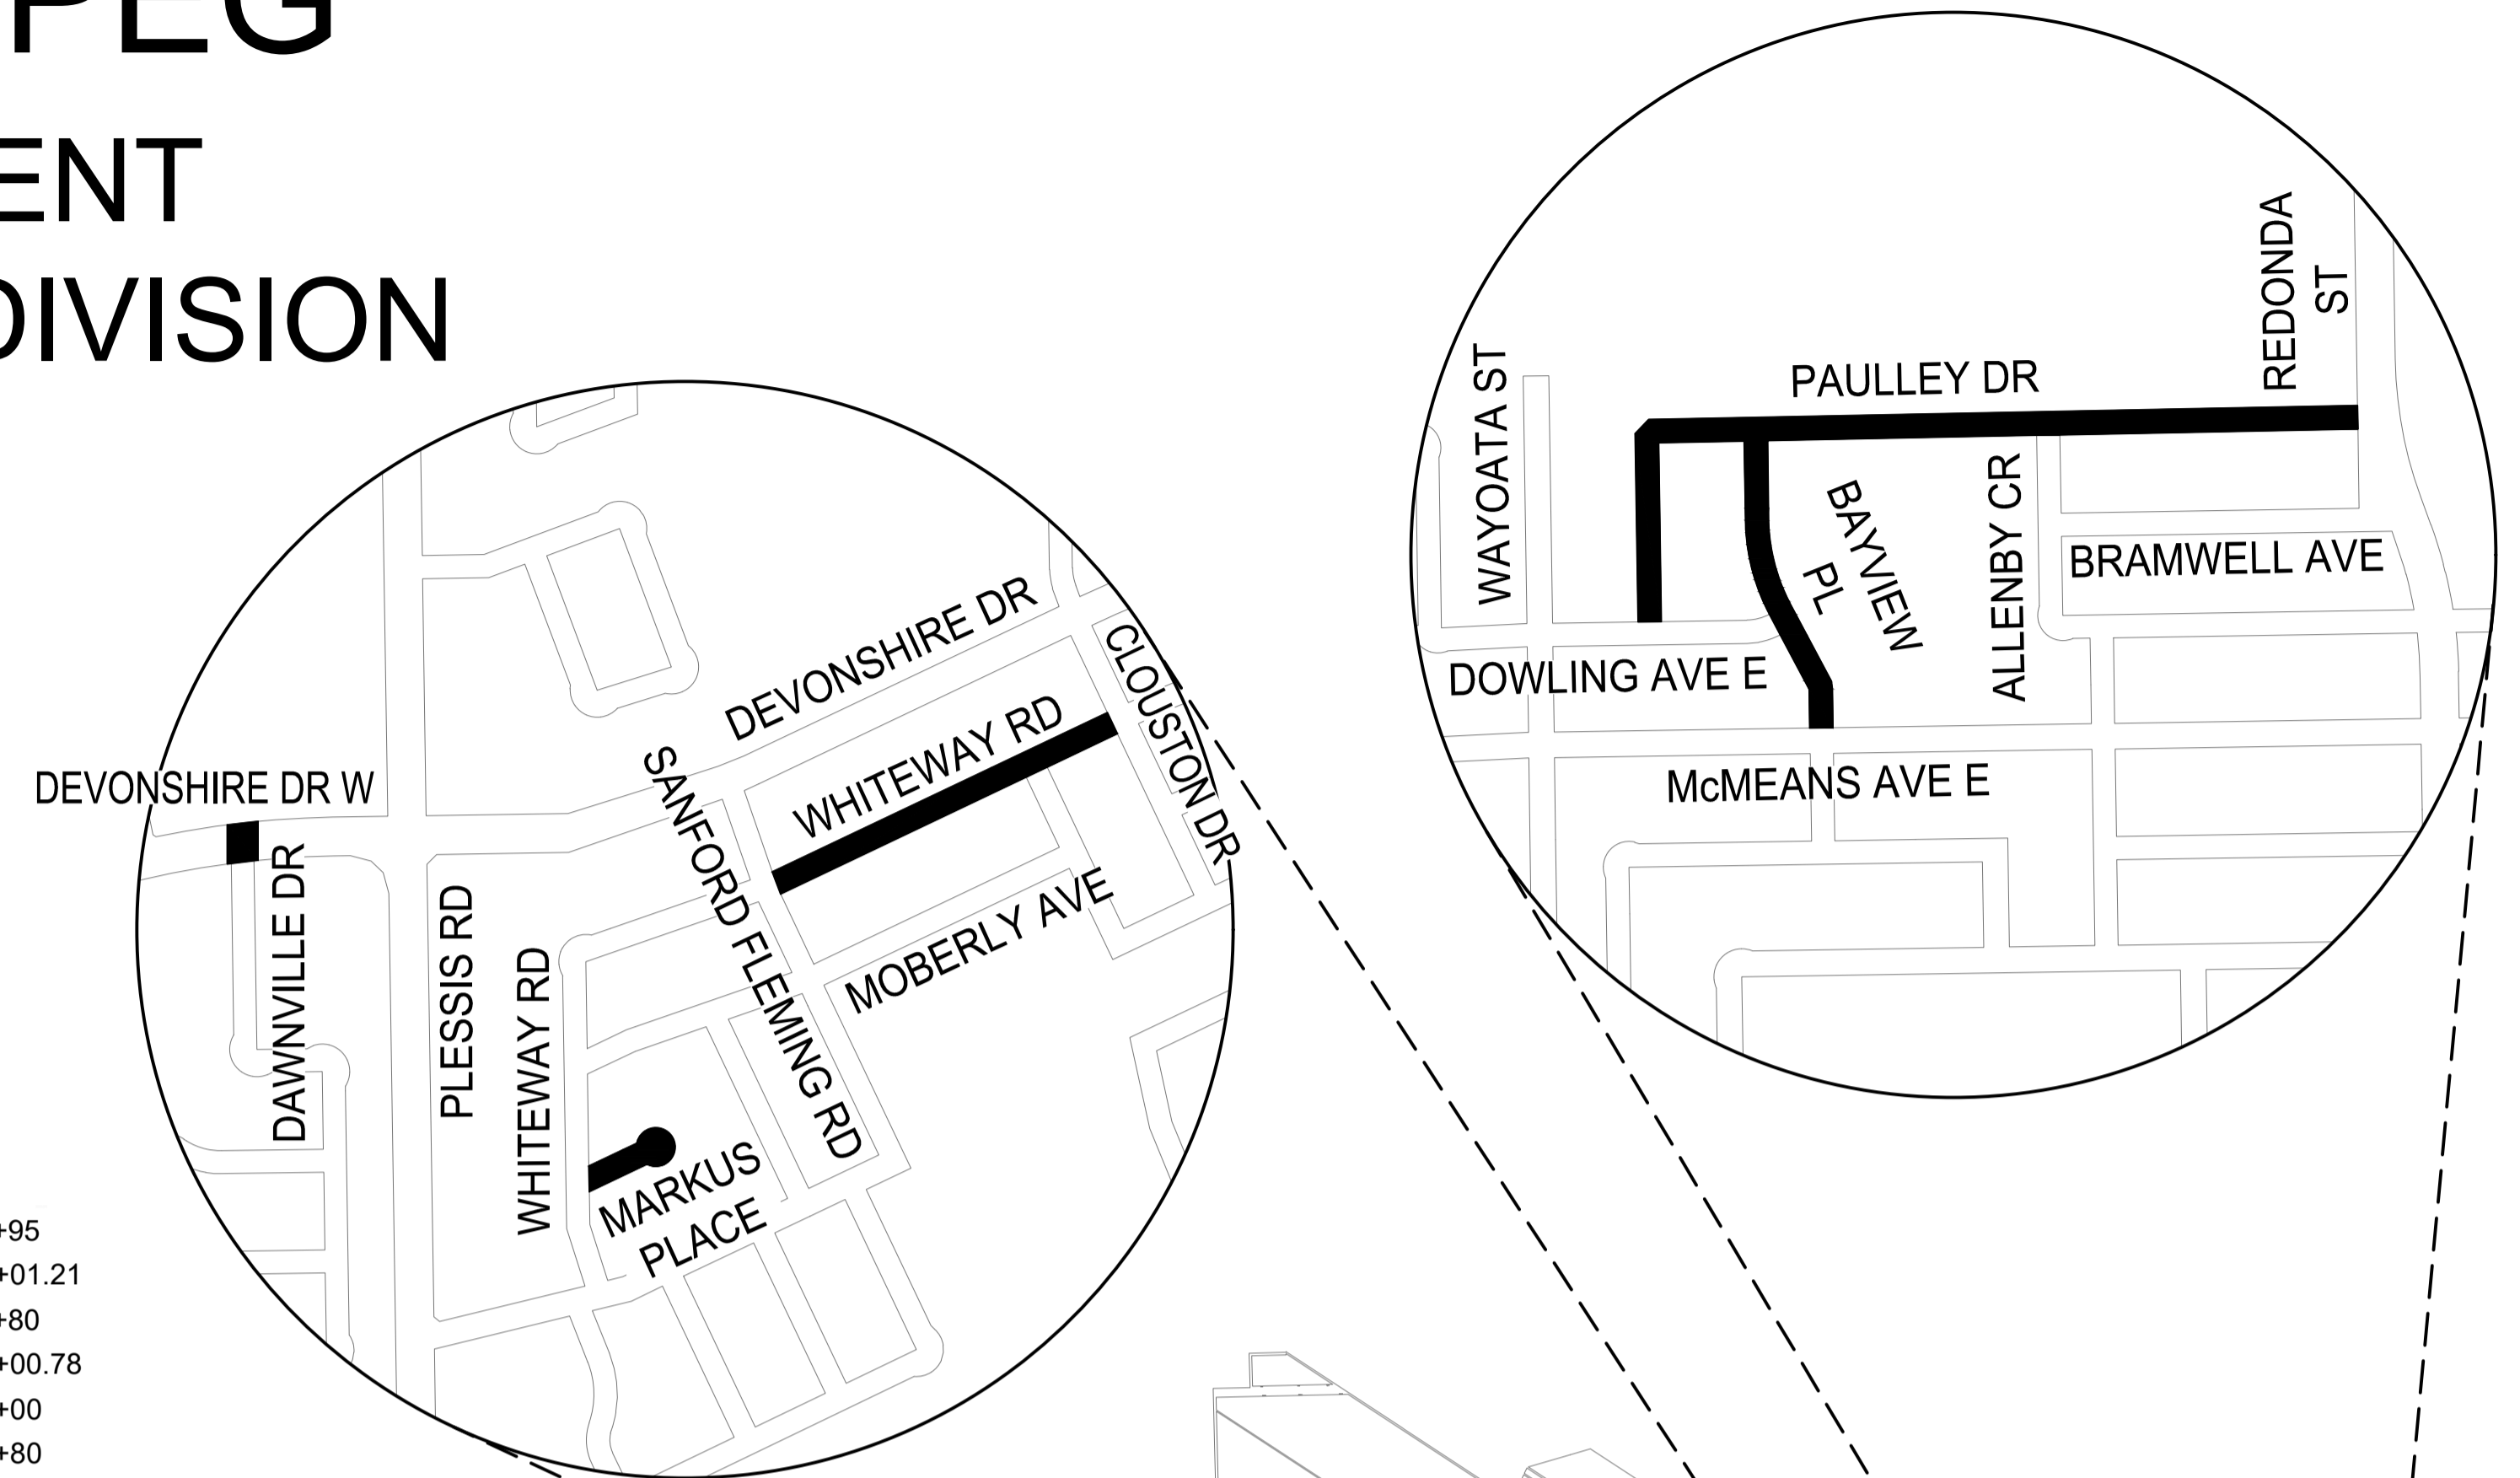 PEG
ENT
DIVISION
REDONDA
ST
PAULLEY DR
WAYOATA ST
BAYVIEW
PL
ALLENBY CR
BRAMWELL AVE
DOWLING AVE E
McMEANS AVE E
DEVONSHIRE DR
CLOUSTON DR
WHITEWAY RD
SANFORD FLEMING RD
DEVONSHIRE DR W
DAWNVILLE DR
PLESSIS RD
WHITEWAY RD
MOBERLY AVE
MARKUS
PLACE
+95
+01.21
+80
+00.78
+00
+80